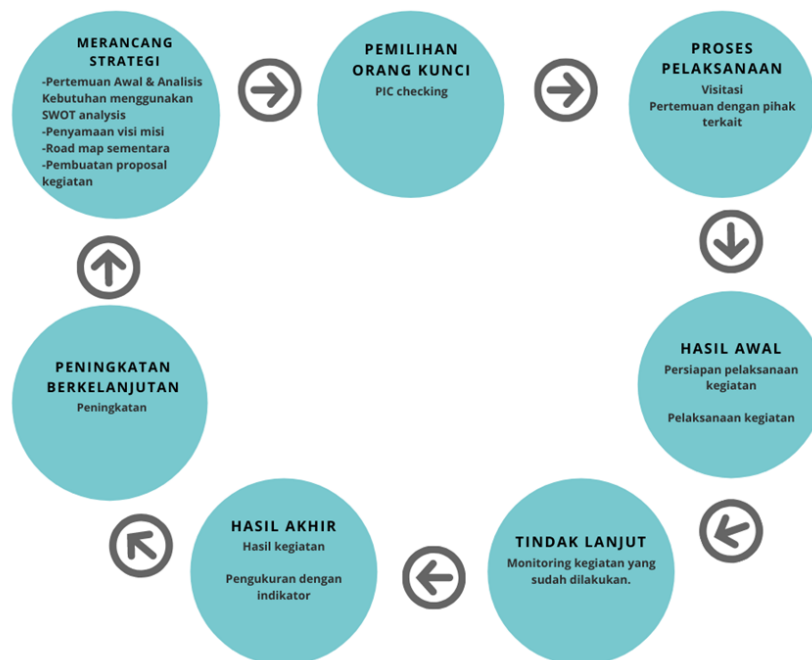 MERANCANG
STRATEGI
-Pertemuan Awal & Analisis
Kebutuhan menggunakan
SWOT analysis
-Penyamaan visi misi
-Road map sementara
-Pembuatan proposal
kegiatan
PEMILIHAN
ORANG KUNCI
PIC checking
PROSES
PELAKSANAAN
Visitasi
Pertemuan dengan pihak
terkait
HASIL AWAL
Persiapan pelaksanaan
kegiatan
Pelaksanaan kegiatan
TINDAK LANJUT
Monitoring kegiatan yang
sudah dilakukan.
HASIL AKHIR
Hasil kegiatan
Pengukuran dengan
indikator
PENINGKATAN
BERKELANJUTAN
Peningkatan